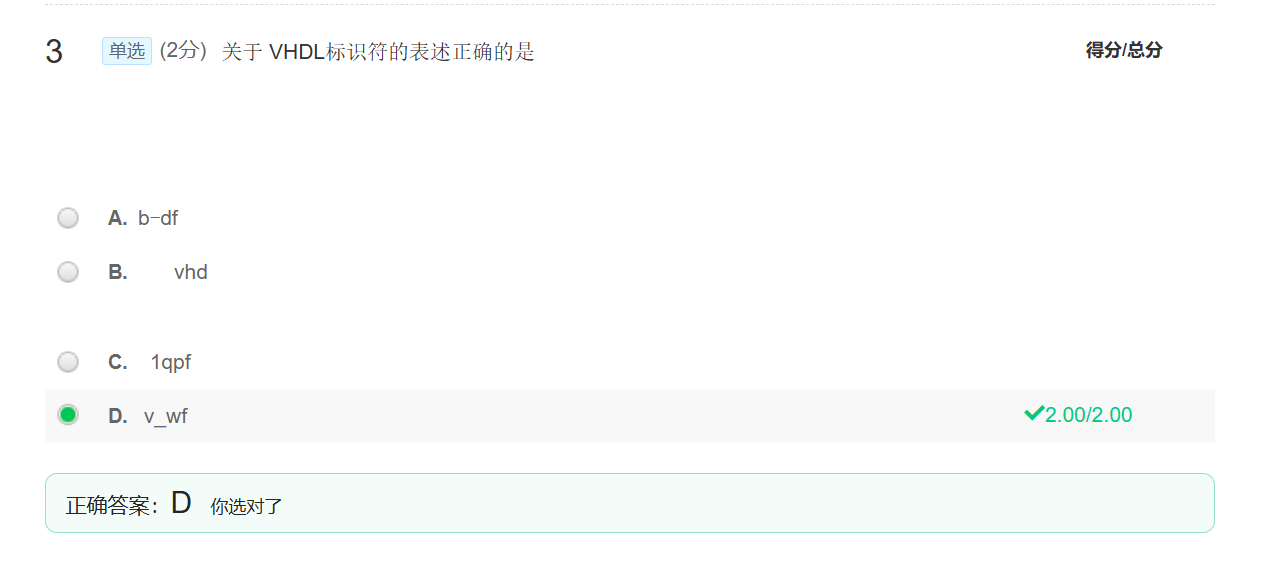 3 单选 (2分) 关于 VHDL标识符的表述正确的是 得分/总分
A. b-df
B. vhd
C. 1qpf
D. v_wf 2.00/2.00
正确答案：D 你选对了